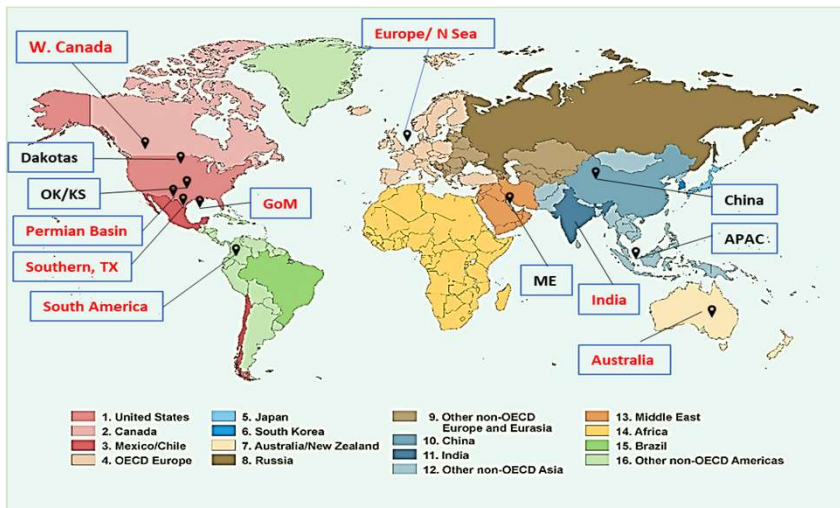 Europe/ N Sea
W. Canada
Dakotas
OK/KS
GoM
Permian Basin
Southern, TX
South America
China
APAC
ME
India
Australia
1. United States
2. Canada
3. Mexico/Chile
4. OECD Europe
5. Japan
6. South Korea
7. Australia/New Zealand
8. Russia
9. Other non-OECD
Europe and Eurasia
10. China
11. India
12. Other non-OECD Asia
13. Middle East
14. Africa
15. Brazil
16. Other non-OECD Americas